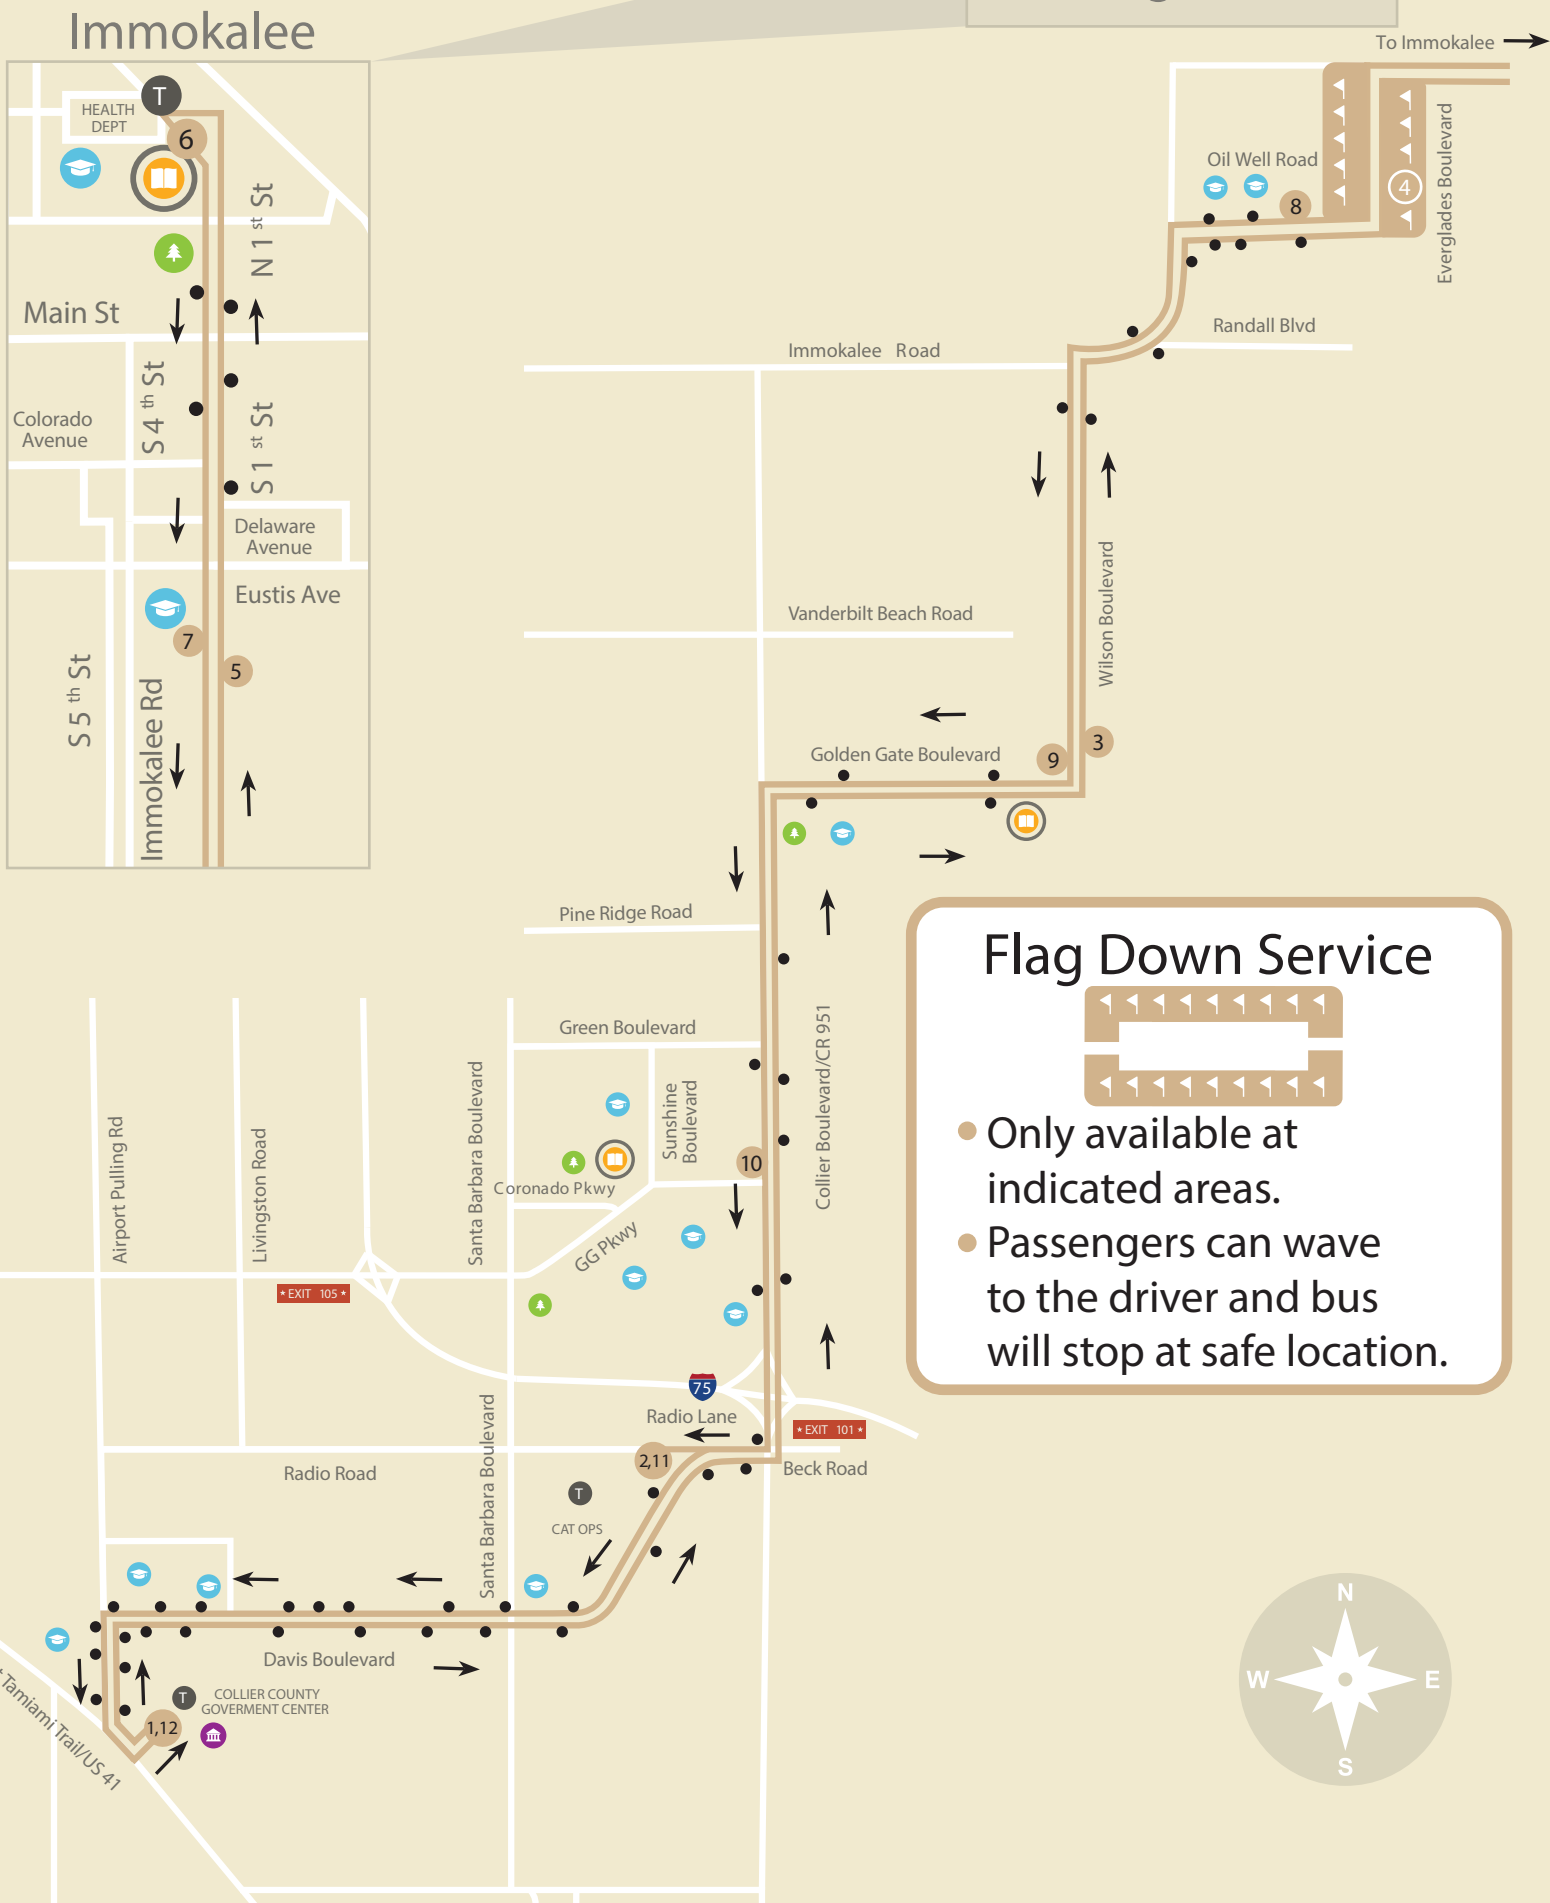 Immokalee
To Immokalee
HEALTH
DEPT
T
6
N 1 st St
Main St
S 4 th St
Colorado
Avenue
S 1 st St
Delaware
Avenue
Eustis Ave
7
5
S 5 th St
Immokalee Rd
Oil Well Road
8
4
Everglades Boulevard
Randall Blvd
Immokalee Road
Vanderbilt Beach Road
Wilson Boulevard
Golden Gate Boulevard
9
3
Pine Ridge Road
Green Boulevard
Collier Boulevard/CR 951
Sunshine
Boulevard
10
Coronado Pkwy
GG Pkwy
Airport Pulling Rd
Livingston Road
Santa Barbara Boulevard
EXIT 105
75
Radio Lane
EXIT 101
2,11
Beck Road
Radio Road
Santa Barbara Boulevard
T
CAT OPS
Davis Boulevard
T
COLLIER COUNTY
GOVERMENT CENTER
1,12
t Tamiami Trail/US 41
Flag Down Service
Only available at
indicated areas.
Passengers can wave
to the driver and bus
will stop at safe location.
N
W
E
S